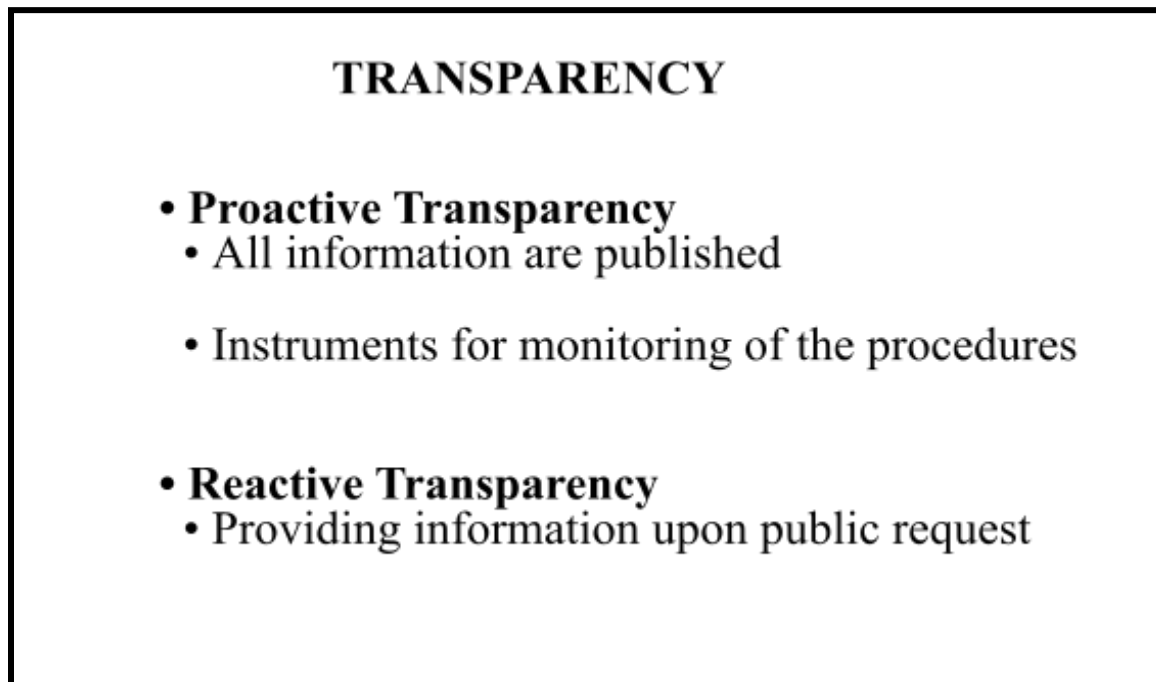 TRANSPARENCY
• Proactive Transparency
• All information are published
• Instruments for monitoring of the procedures
• Reactive Transparency
• Providing information upon public request